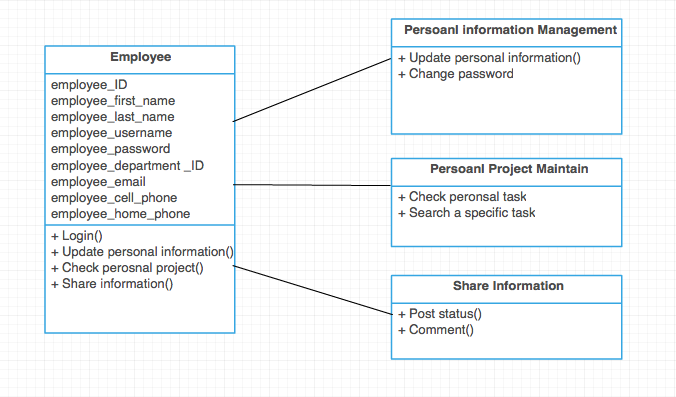 Employee
employee_ID
employee_first_name
employee_last_name
employee_username
employee_password
employee_department _ID
employee_email
employee_cell_phone
employee_home_phone
+ Login()
+ Update personal information()
+ Check perosnal project()
+ Share information()
Persoanl information Management
+ Update personal information()
+ Change password
Persoanl Project Maintain
+ Check peronsal task
+ Search a specific task
Share Information
+ Post status()
+ Comment()